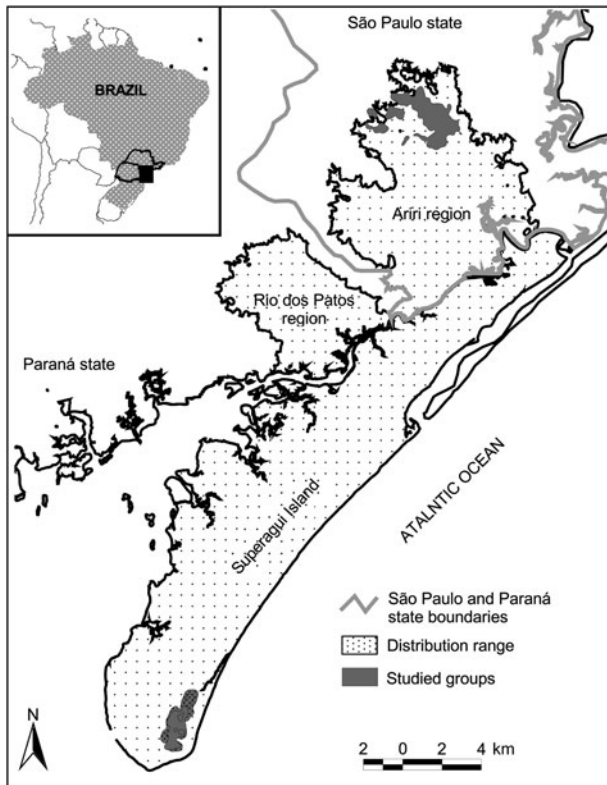 São Paulo state
BRAZIL
Ariri region
Rio dos Patos
region
Paraná state
Superagui Island
ATALNTIC OCEAN
São Paulo and Paraná
state boundaries
Distribution range
Studied groups
N
2 0 2 4 km